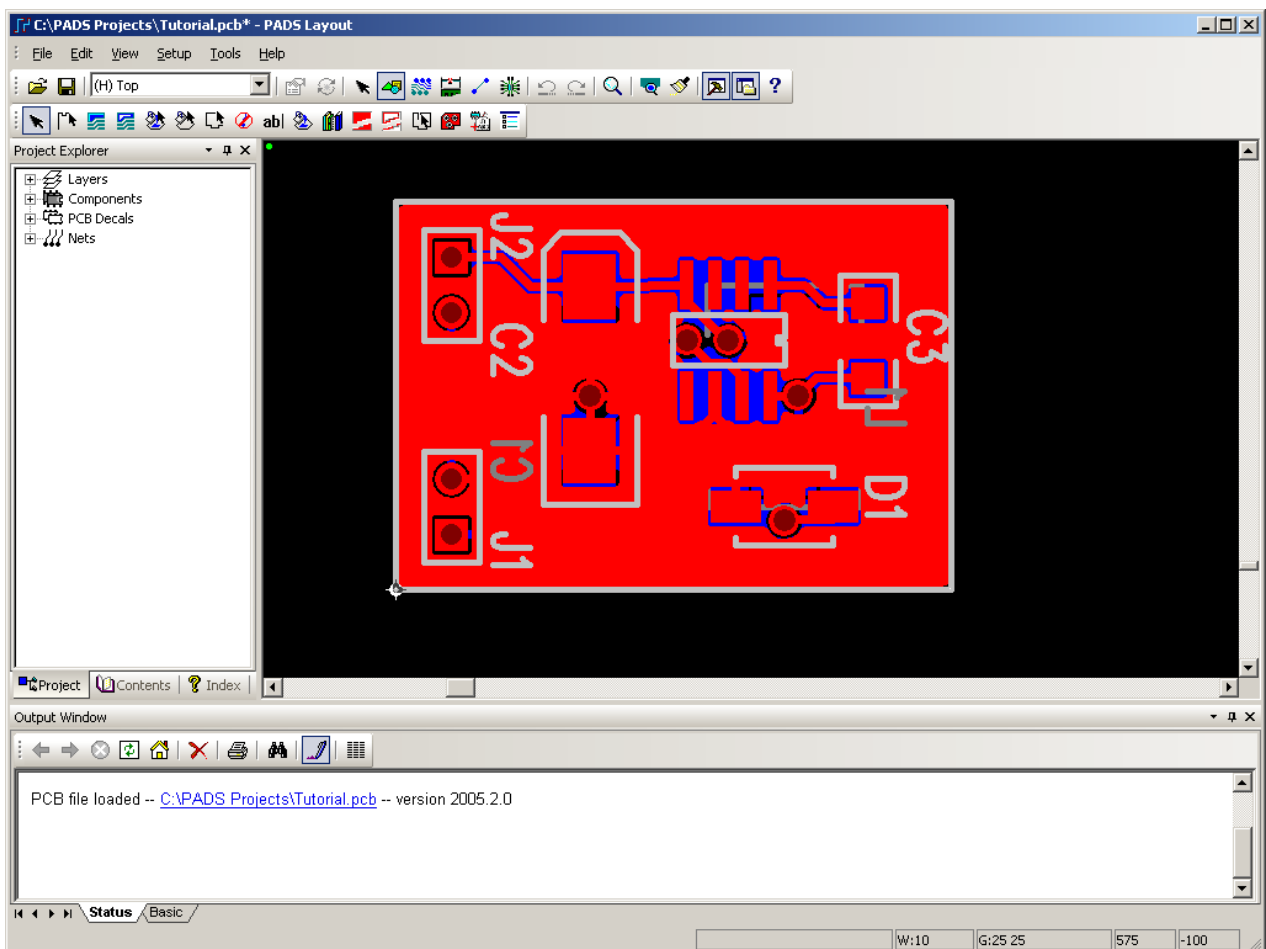 C:\PADS Projects\Tutorial.pcb* - PADS Layout
File Edit View Setup Tools Help
(H) Top
abl
Project Explorer
Layers
Components
PCB Decals
Nets
J2
C2
C3
C1
J1
D1
Project Contents Index
Output Window
PCB file loaded -- C:\PADS Projects\Tutorial.pcb -- version 2005.2.0
Status Basic
W:10 G:25 25 575 -100